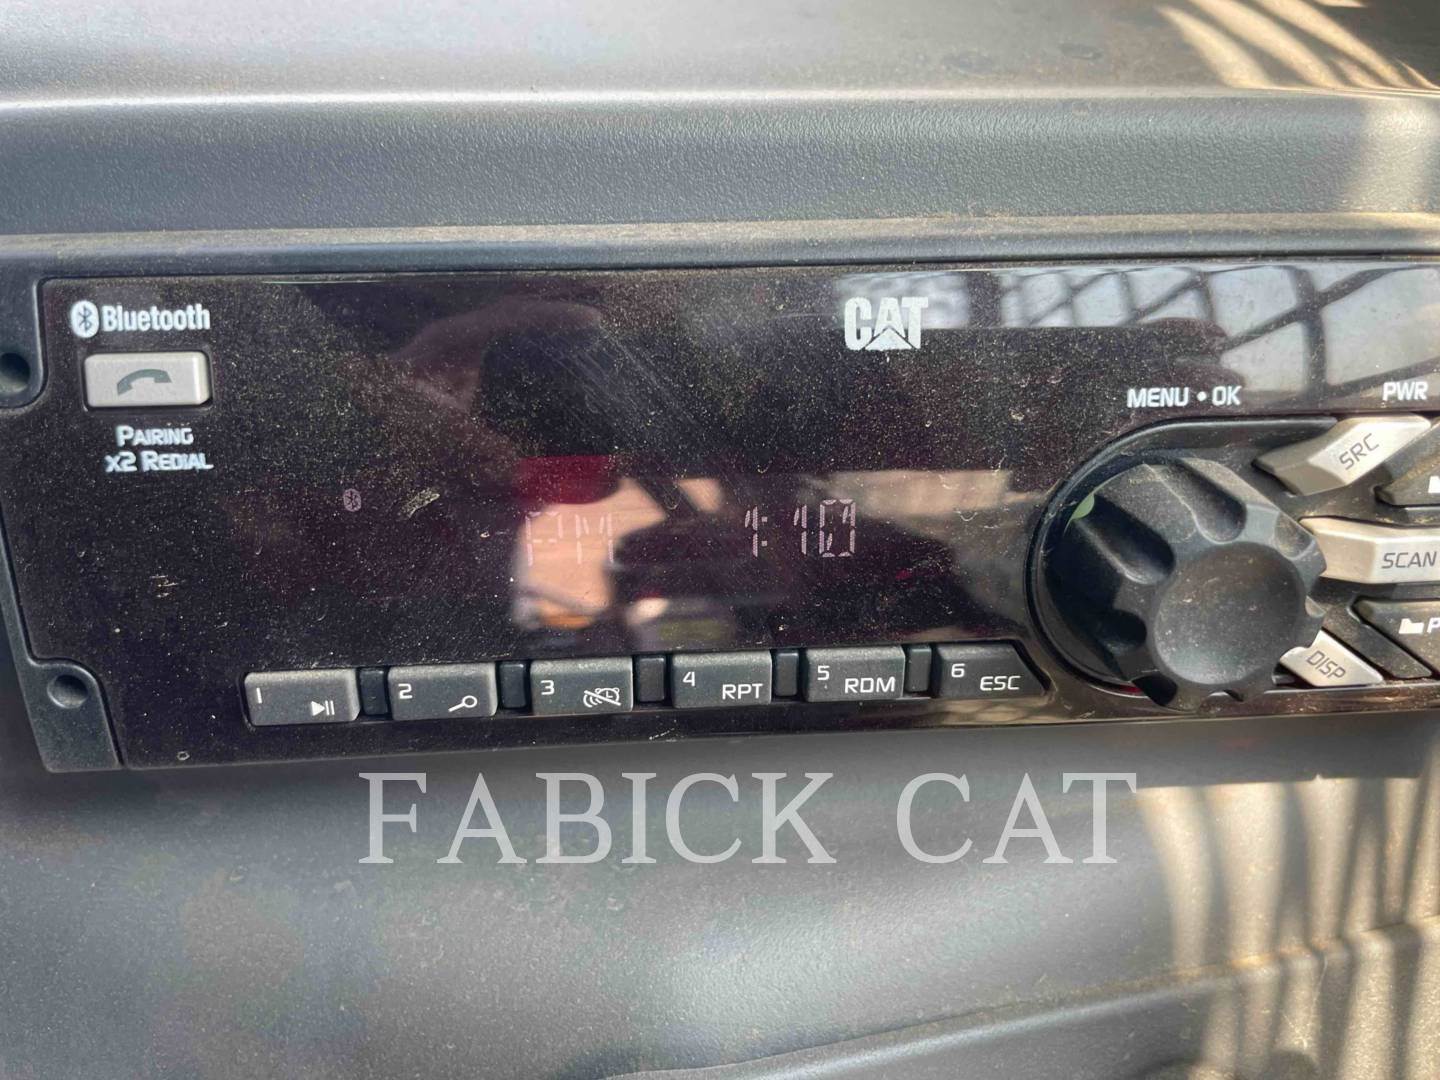 Bluetooth
CAT
MENU • OK
PWR
PAIRING
X2 REDIAL
SRC
PM 1:10
SCAN
1
2
3
4 RPT
5 RDM
6 ESC
DISP
FABICK CAT